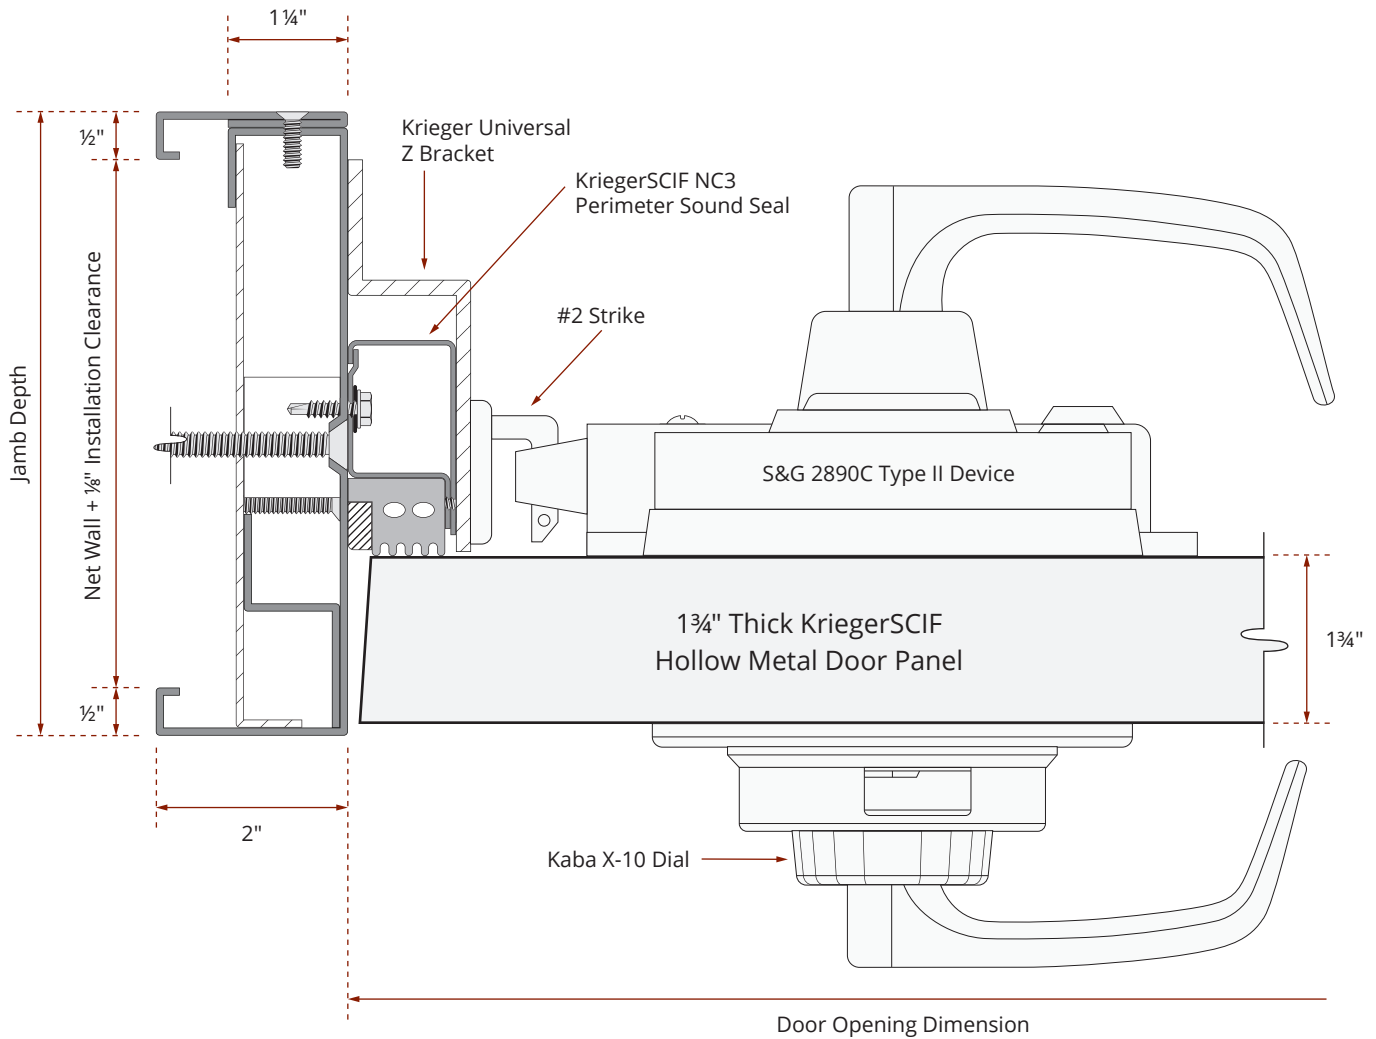 1¼"
½"
Krieger Universal
Z Bracket
KriegerSCIF NC3
Perimeter Sound Seal
#2 Strike
Jamb Depth
Net Wall + ⅛" Installation Clearance
S&G 2890C Type II Device
1¾" Thick KriegerSCIF
Hollow Metal Door Panel
1¾"
½"
2"
Kaba X-10 Dial
Door Opening Dimension